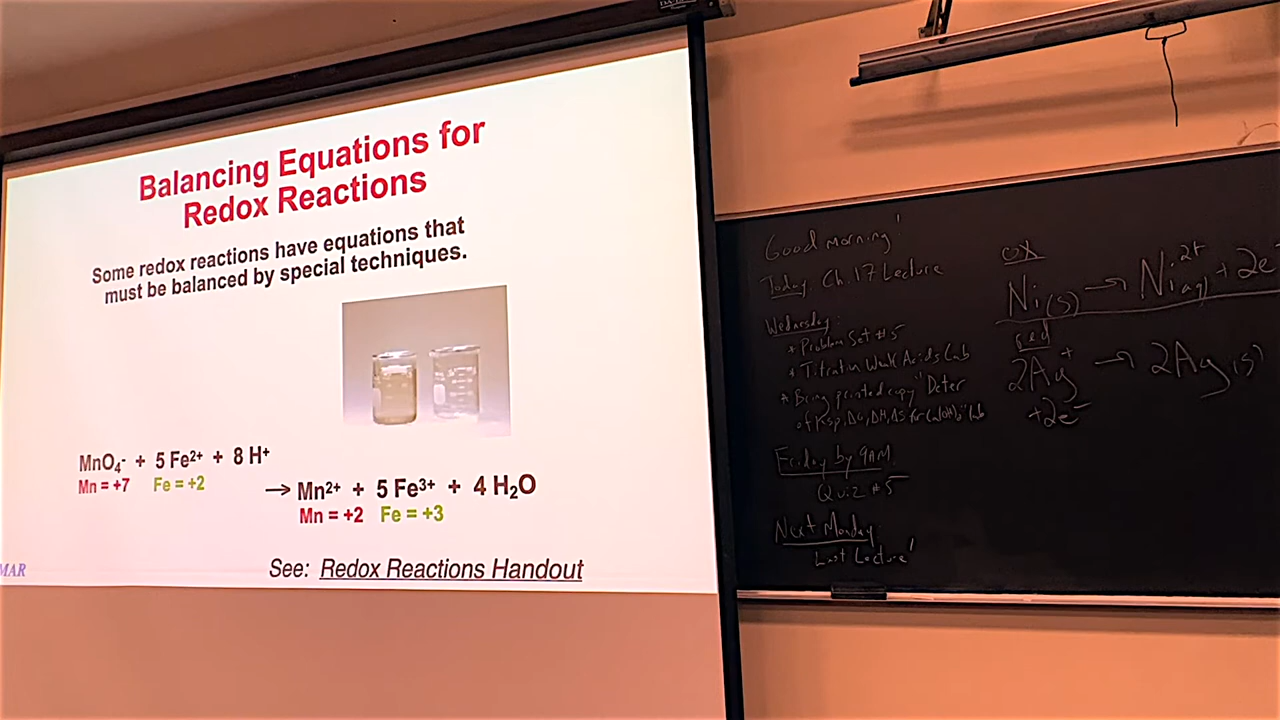 Balancing Equations for
Redox Reactions
Some redox reactions have equations that
must be balanced by special techniques.
MnO₄⁻ + 5 Fe²⁺ + 8 H⁺
Mn = +7 Fe = +2
→ Mn²⁺ + 5 Fe³⁺ + 4 H₂O
Mn = +2 Fe = +3
See: Redox Reactions Handout
MAR
Good morning!
Today: Ch. 17 Lecture
Wednesday:
* Problem Set #5
* Titration Weak Acids Lab
* Bring printed copy "Deter
of Ksp, ΔG, ΔH, ΔS for Ca(OH)₂" lab
Friday by 9AM
Quiz #5
Next Monday:
Last Lecture!
ox
Ni(s) → Ni²⁺(aq) + 2e⁻
red
2Ag⁺ → 2Ag(s)
+2e⁻